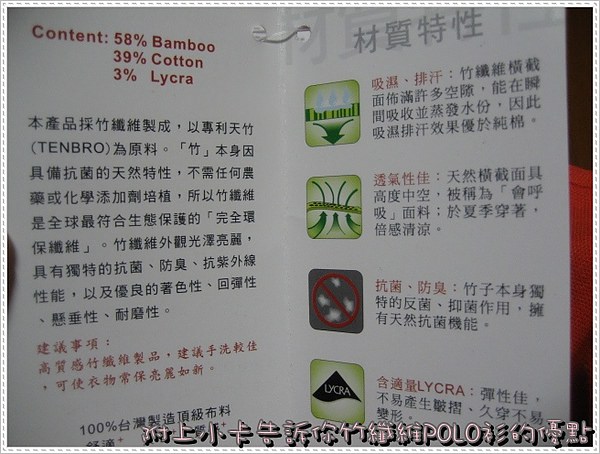 Content: 58% Bamboo
39% Cotton
3% Lycra
本產品採竹纖維製成，以專利天竹
(TENBRO)為原料。「竹」本身因
具備抗菌的天然特性，不需任何農
藥或化學添加劑培植，所以竹纖維
是全球最符合生態保護的「完全環
保纖維」。竹纖維外觀光澤亮麗，
具有獨特的抗菌、防臭、抗紫外線
性能，以及優良的著色性、回彈性
、懸垂性、耐磨性。
建議事項：
高質感竹纖維製品，建議手洗較佳
，可使衣物常保亮麗如新。
100%台灣製造頂級布料
舒適+
材質特性
吸濕、排汗：竹纖維橫截
面佈滿許多空隙，能在瞬
間吸收並蒸發水份，因此
吸濕排汗效果優於純棉。
透氣性佳：天然橫截面具
高度中空，被稱為「會呼
吸」面料；於夏季穿著，
倍感清涼。
抗菌、防臭：竹子本身獨
特的反菌、抑菌作用，擁
有天然抗菌機能。
LYCRA
含適量LYCRA：彈性佳，
不易產生皺摺、久穿不易
變形。
附上小卡告訴你竹纖維POLO衫的優點